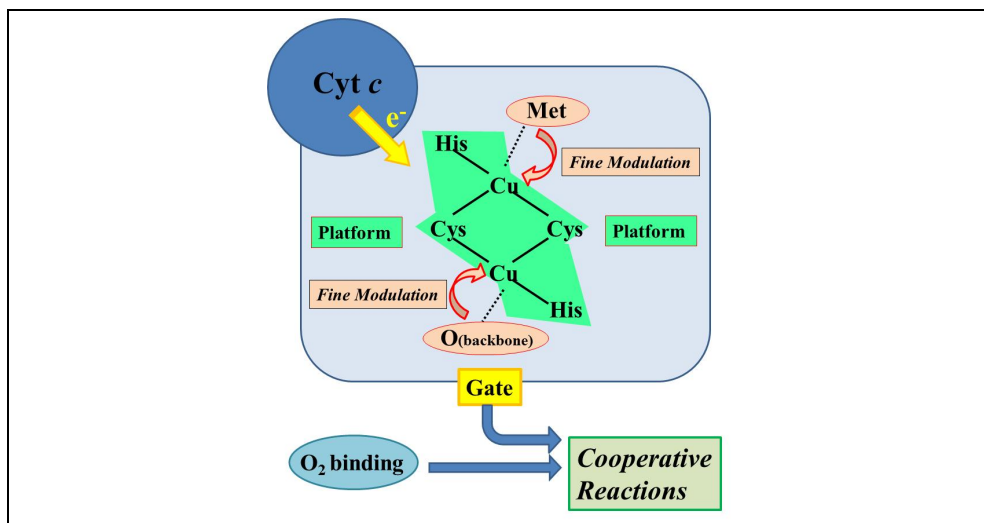 Cyt c
e-
Met
His
Fine Modulation
Cu
Platform
Cys
Cys
Platform
Cu
Fine Modulation
His
O(backbone)
Gate
O₂ binding
Cooperative
Reactions